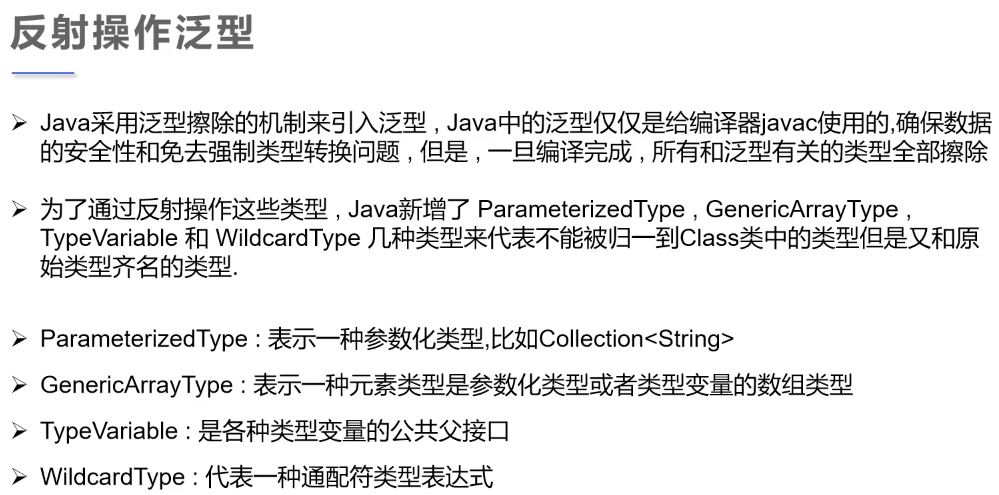 反射操作泛型
Java采用泛型擦除的机制来引入泛型 , Java中的泛型仅仅是给编译器javac使用的,确保数据
的安全性和免去强制类型转换问题 , 但是 , 一旦编译完成 , 所有和泛型有关的类型全部擦除
为了通过反射操作这些类型 , Java新增了 ParameterizedType , GenericArrayType ,
TypeVariable 和 WildcardType 几种类型来代表不能被归一到Class类中的类型但是又和原
始类型齐名的类型.
ParameterizedType : 表示一种参数化类型,比如Collection<String>
GenericArrayType : 表示一种元素类型是参数化类型或者类型变量的数组类型
TypeVariable : 是各种类型变量的公共父接口
WildcardType : 代表一种通配符类型表达式